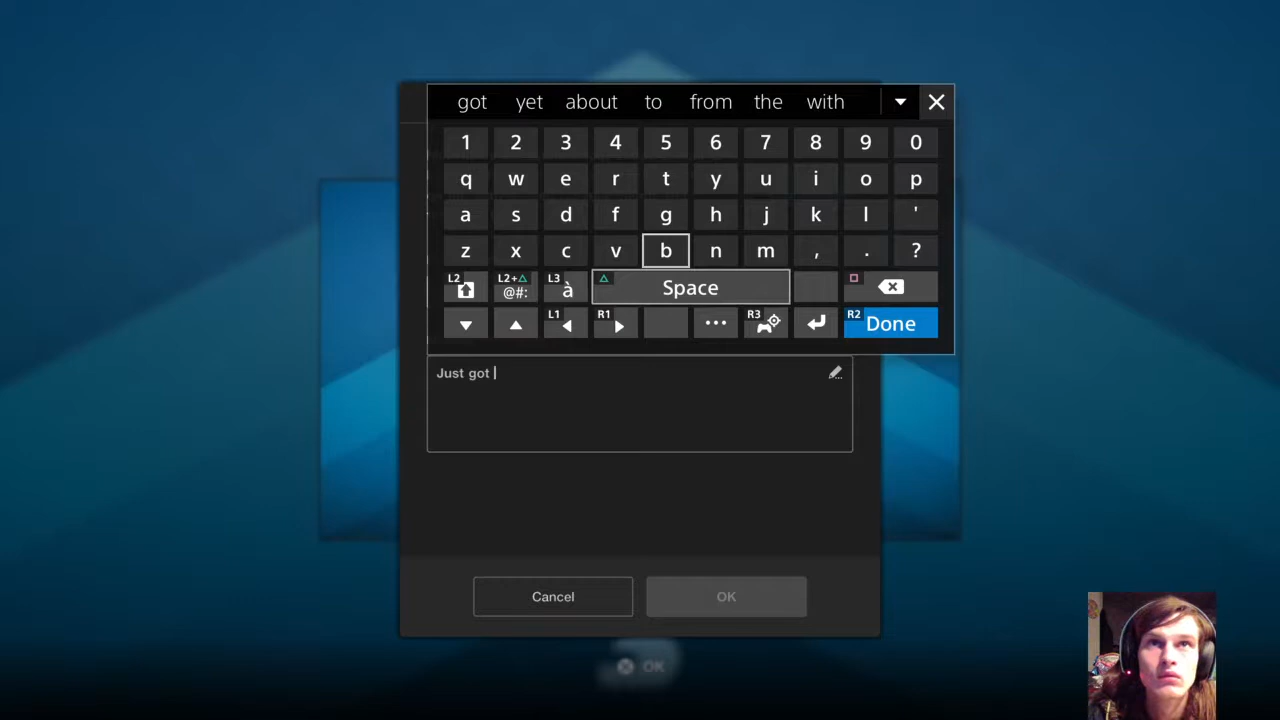 got yet about to from the with
1 2 3 4 5 6 7 8 9 0
q w e r t y u i o p
a s d f g h j k l '
z x c v b n m , . ?
L2 L2+△ @#: L3 à △ Space □
L1 R1 ... R3 R2 Done
Just got
Cancel OK
OK